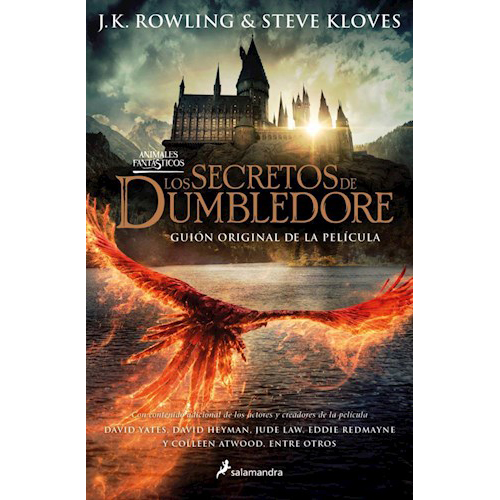 J.K. ROWLING & STEVE KLOVES
ANIMALES
FANTÁSTICOS
LOS SECRETOS DE
DUMBLEDORE
GUIÓN ORIGINAL DE LA PELÍCULA
Con contenido adicional de los actores y creadores de la película
DAVID YATES, DAVID HEYMAN, JUDE LAW, EDDIE REDMAYNE
Y COLLEEN ATWOOD, ENTRE OTROS
salamandra